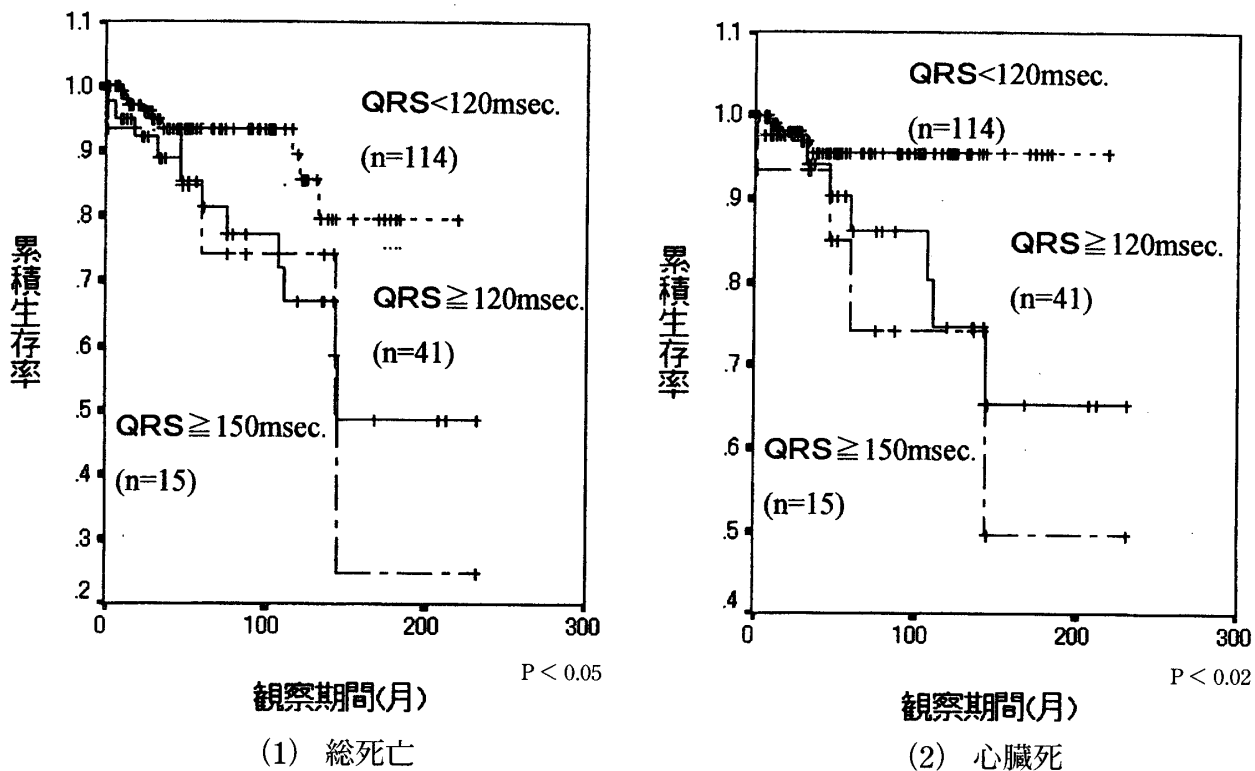 1.1
1.0
.9
.8
.7
.6
.5
.4
.3
.2
0
100
200
300
累積生存率
QRS<120msec.
(n=114)
QRS≧120msec.
(n=41)
QRS≧150msec.
(n=15)
P < 0.05
観察期間(月)
(1) 総死亡
1.1
1.0
.9
.8
.7
.6
.5
.4
0
100
200
300
累積生存率
QRS<120msec.
(n=114)
QRS≧120msec.
(n=41)
QRS≧150msec.
(n=15)
P < 0.02
観察期間(月)
(2) 心臓死